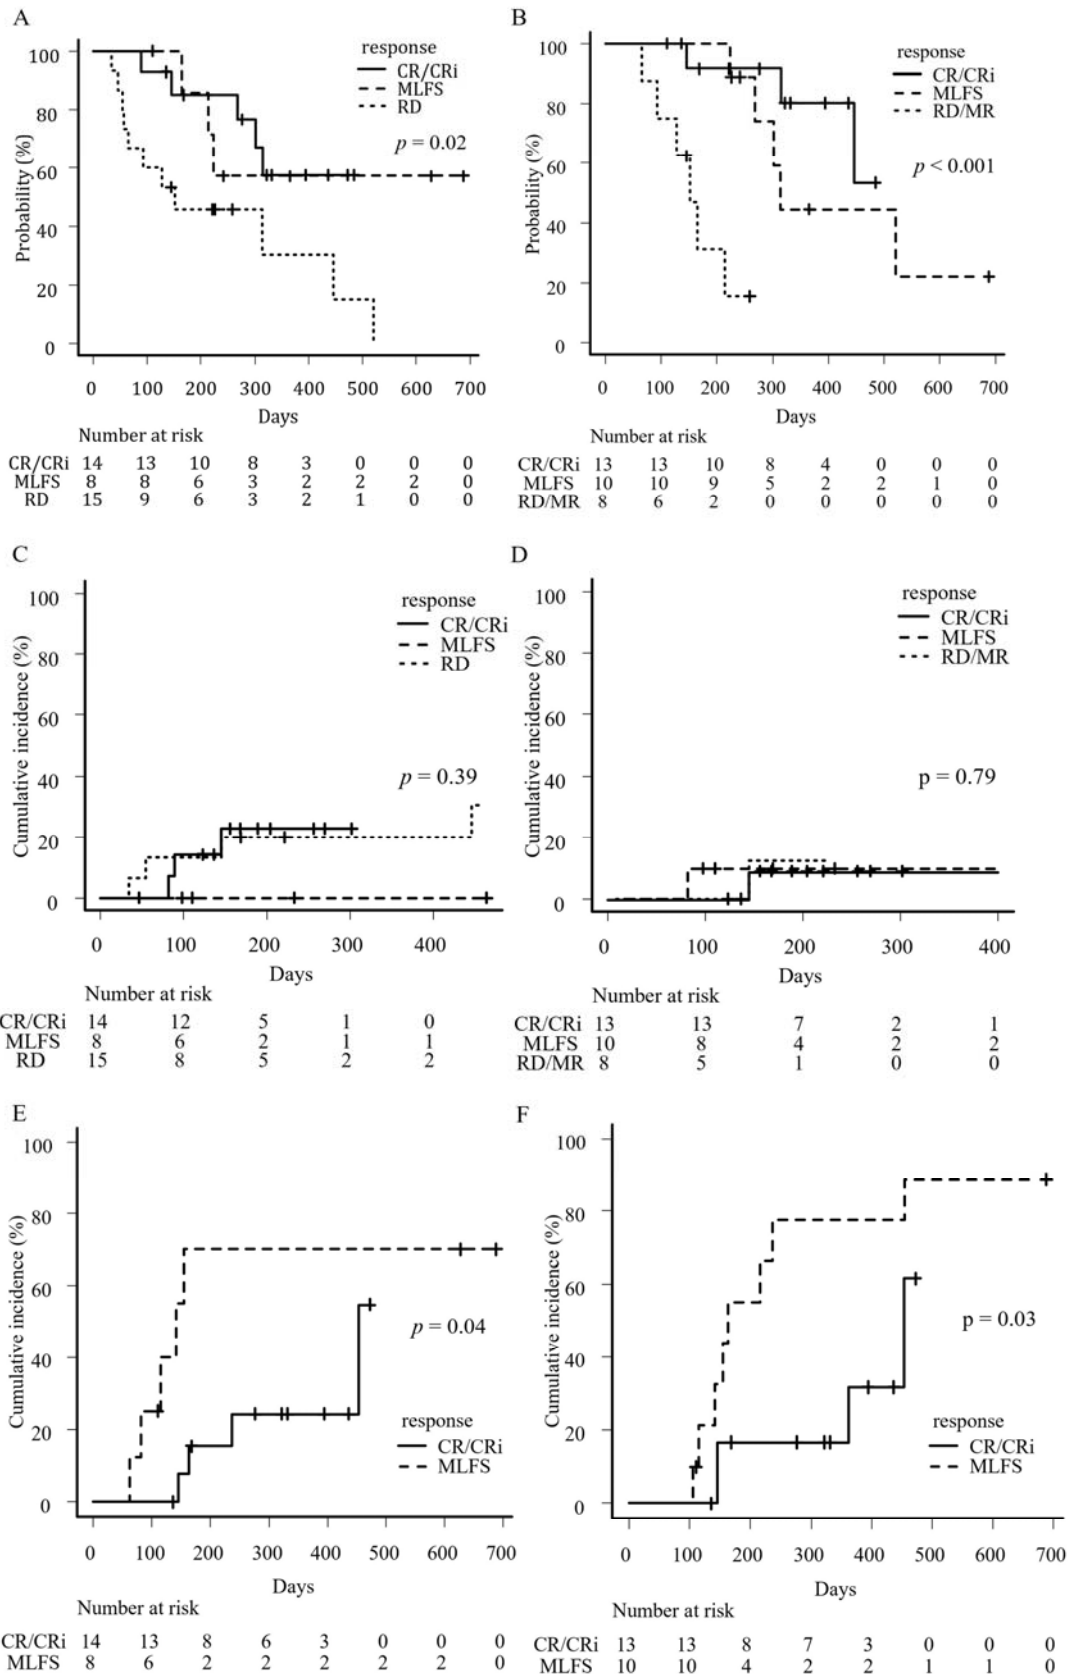 A
100
80
60
40
20
0
Probability (%)
response
CR/CRi
MLFS
RD
p = 0.02
0 100 200 300 400 500 600 700
Days
Number at risk
CR/CRi 14 13 10 8 3 0 0 0
MLFS 8 8 6 3 2 2 2 0
RD 15 9 6 3 2 1 0 0
B
100
80
60
40
20
0
Probability (%)
response
CR/CRi
MLFS
RD/MR
p < 0.001
0 100 200 300 400 500 600 700
Days
Number at risk
CR/CRi 13 13 10 8 4 0 0 0
MLFS 10 10 9 5 2 2 1 0
RD/MR 8 6 2 0 0 0 0 0
C
100
80
60
40
20
0
Cumulative incidence (%)
response
CR/CRi
MLFS
RD
p = 0.39
0 100 200 300 400
Days
Number at risk
CR/CRi 14 12 5 1 0
MLFS 8 6 2 1 1
RD 15 8 5 2 2
D
100
80
60
40
20
0
Cumulative incidence (%)
response
CR/CRi
MLFS
RD/MR
p = 0.79
0 100 200 300 400
Days
Number at risk
CR/CRi 13 13 7 2 1
MLFS 10 8 4 2 2
RD/MR 8 5 1 0 0
E
100
80
60
40
20
0
Cumulative incidence (%)
p = 0.04
response
CR/CRi
MLFS
0 100 200 300 400 500 600 700
Days
Number at risk
CR/CRi 14 13 8 6 3 0 0 0
MLFS 8 6 2 2 2 2 2 0
F
100
80
60
40
20
0
Cumulative incidence (%)
p = 0.03
response
CR/CRi
MLFS
0 100 200 300 400 500 600 700
Days
Number at risk
CR/CRi 13 13 8 7 3 0 0 0
MLFS 10 10 4 2 2 1 1 0